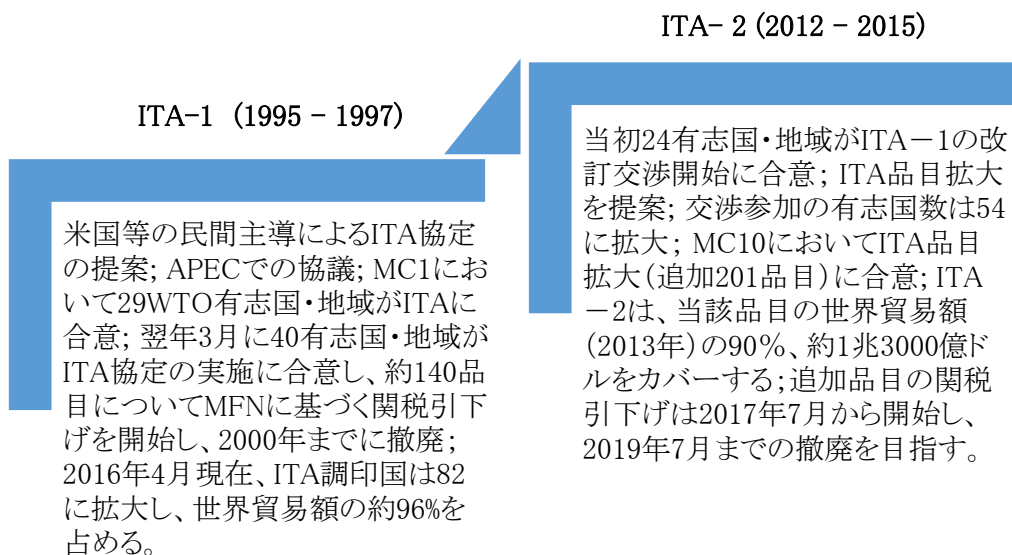 ITA-1 (1995 - 1997)
米国等の民間主導によるITA協定
の提案; APECでの協議; MC1にお
いて29WTO有志国・地域がITAに
合意; 翌年3月に40有志国・地域が
ITA協定の実施に合意し、約140品
目についてMFNに基づく関税引下
げを開始し、2000年までに撤廃;
2016年4月現在、ITA調印国は82
に拡大し、世界貿易額の約96%を
占める。
ITA- 2 (2012 - 2015)
当初24有志国・地域がITA－1の改
訂交渉開始に合意; ITA品目拡大
を提案; 交渉参加の有志国数は54
に拡大; MC10においてITA品目
拡大(追加201品目)に合意; ITA
－2は、当該品目の世界貿易額
(2013年)の90%、約1兆3000億ド
ルをカバーする;追加品目の関税
引下げは2017年7月から開始し、
2019年7月までの撤廃を目指す。